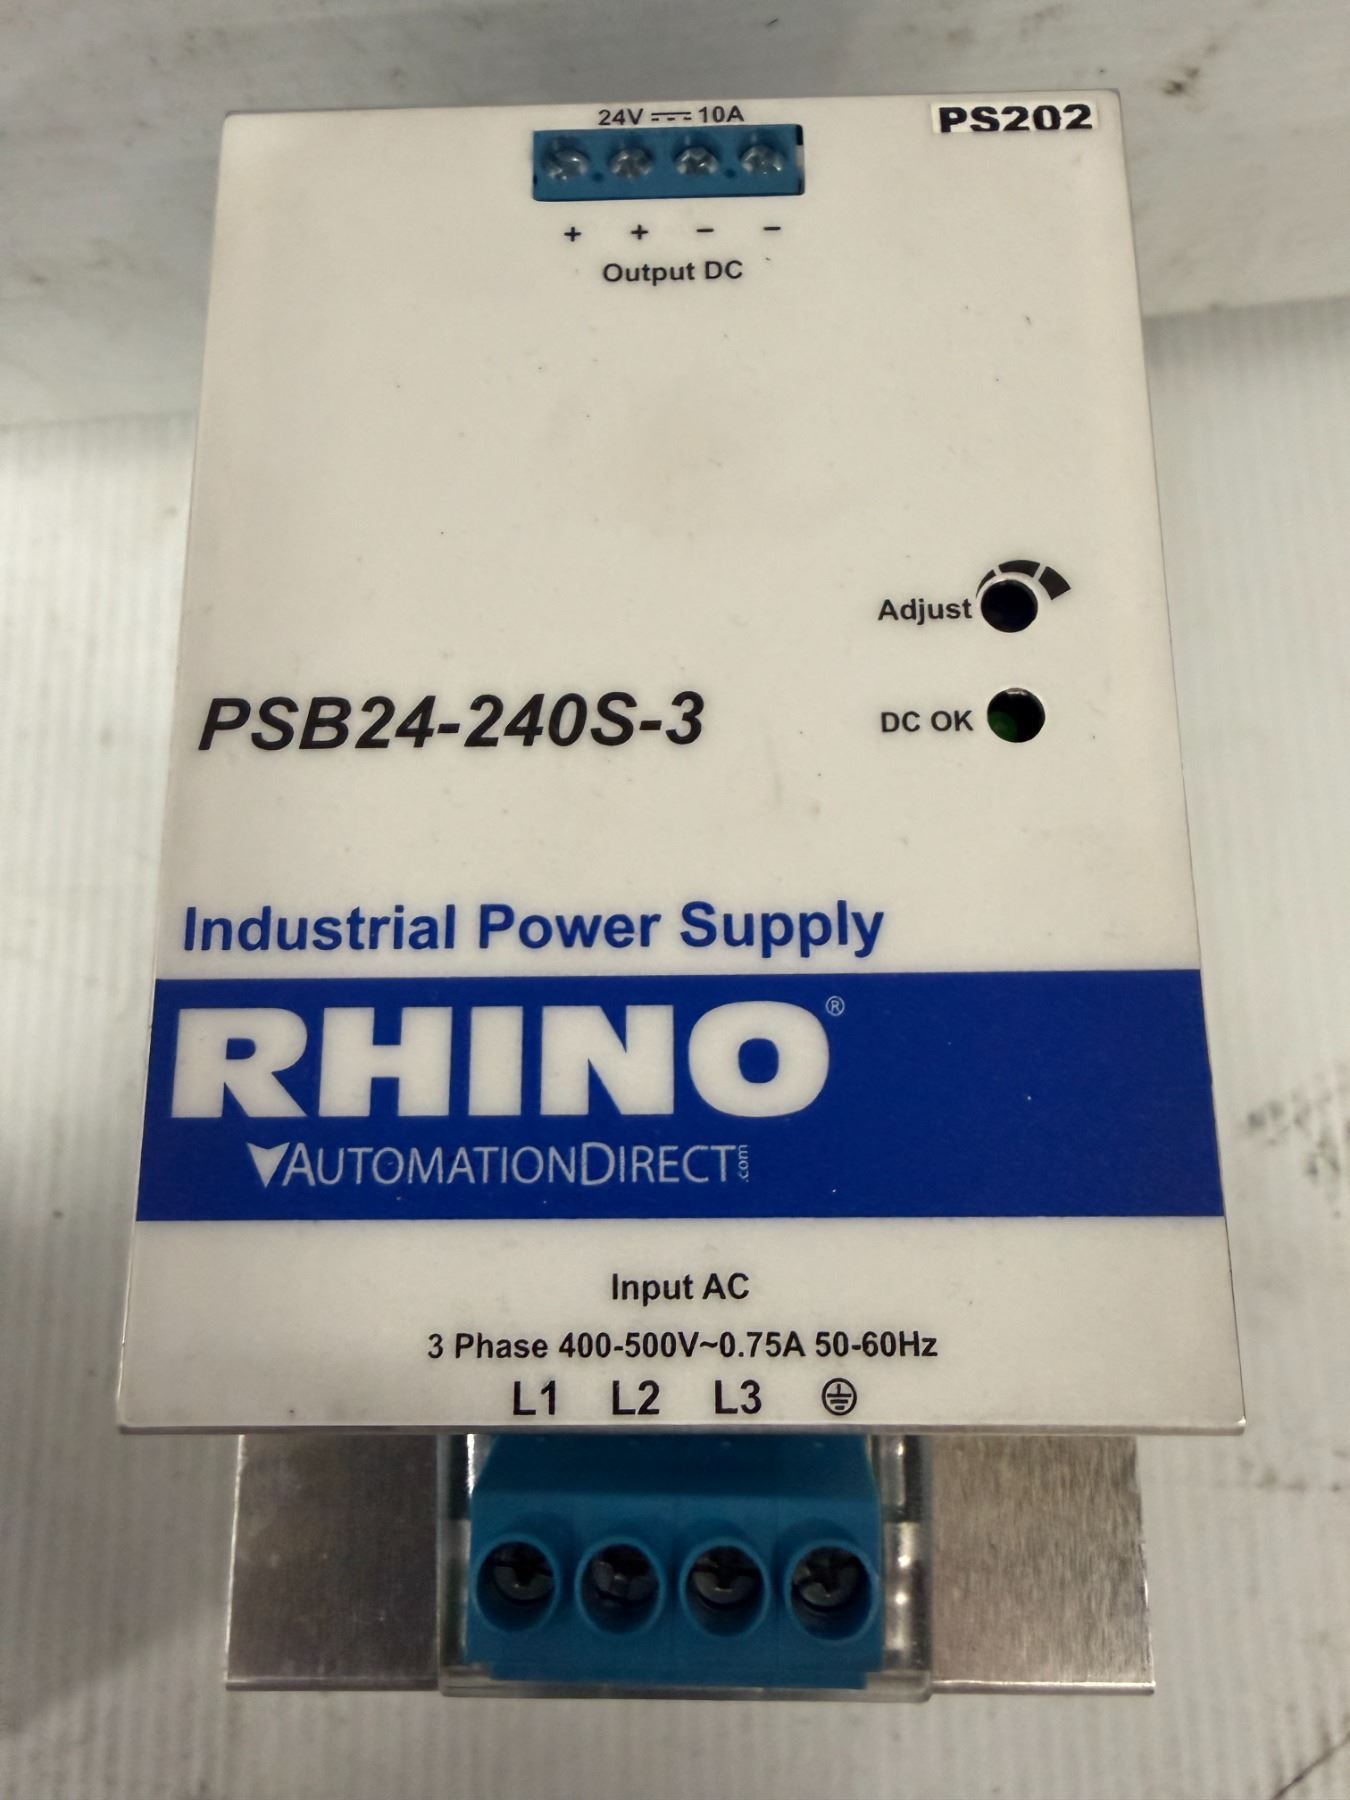 24V ⎓ 10A
PS202
+ + − −
Output DC
Adjust
PSB24-240S-3
DC OK
Industrial Power Supply
RHINO®
AUTOMATIONDIRECT.com
Input AC
3 Phase 400-500V~0.75A 50-60Hz
L1 L2 L3 ⏚